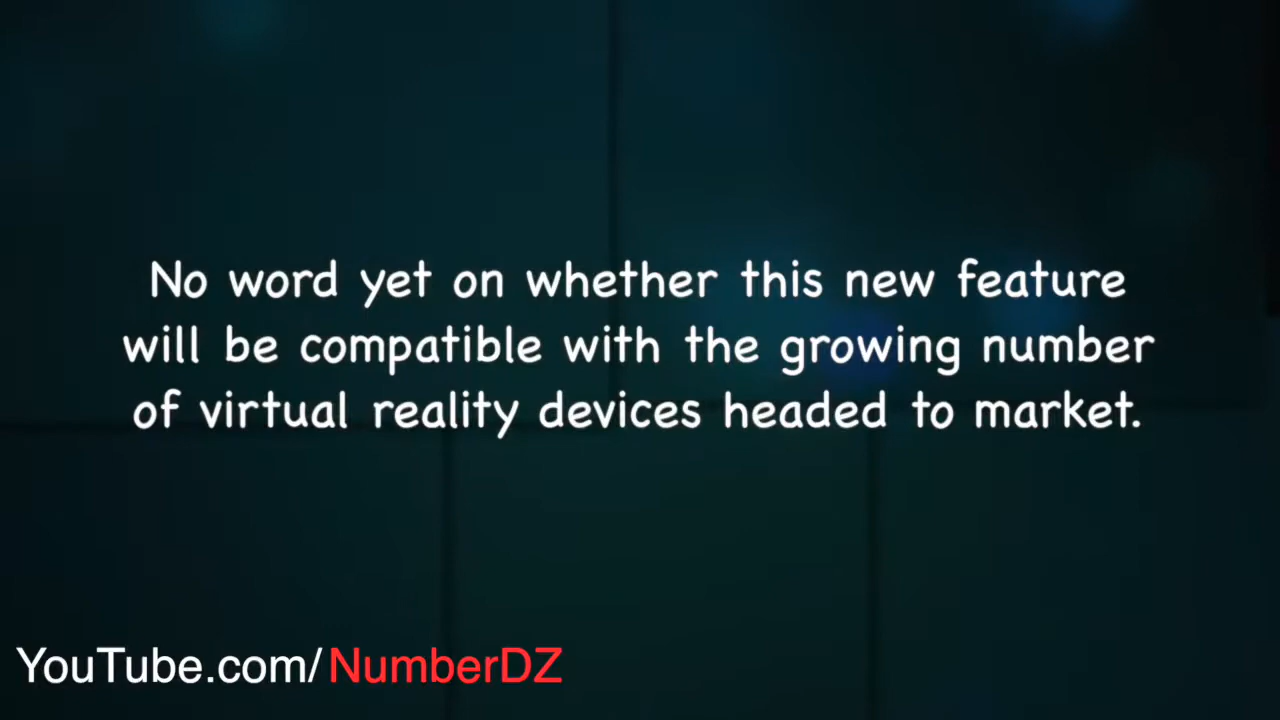 No word yet on whether this new feature
will be compatible with the growing number
of virtual reality devices headed to market.
YouTube.com/NumberDZ